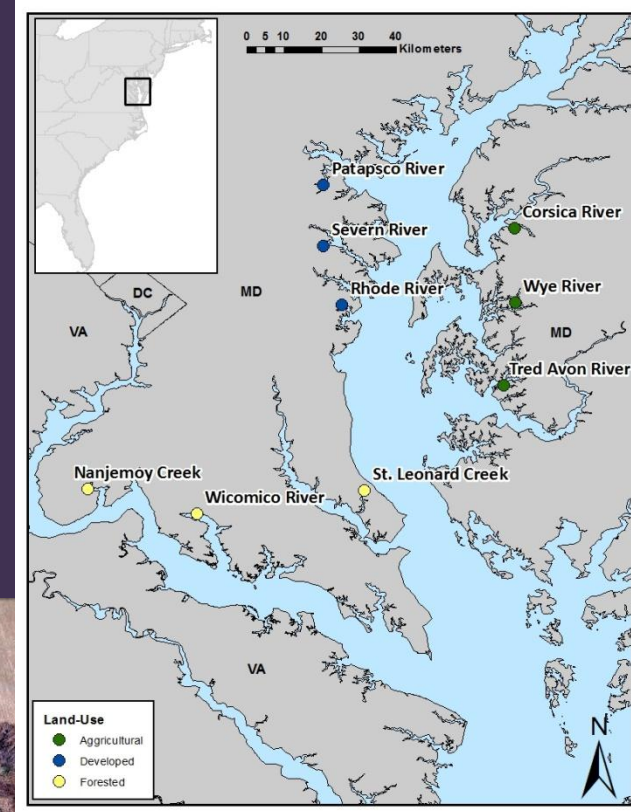 0 5 10 20 30 40
Kilometers
Patapsco River
Corsica River
Severn River
DC
MD
Rhode River
Wye River
VA
MD
Tred Avon River
Nanjemoy Creek
St. Leonard Creek
Wicomico River
VA
Land-Use
Aggricultural
Developed
Forested
N